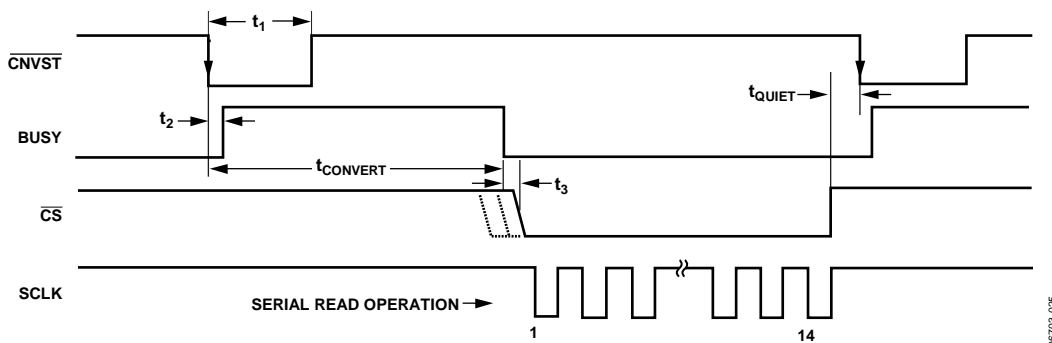 t1
CNVST
tQUIET
t2
BUSY
tCONVERT
t3
CS
SCLK
SERIAL READ OPERATION
1
14